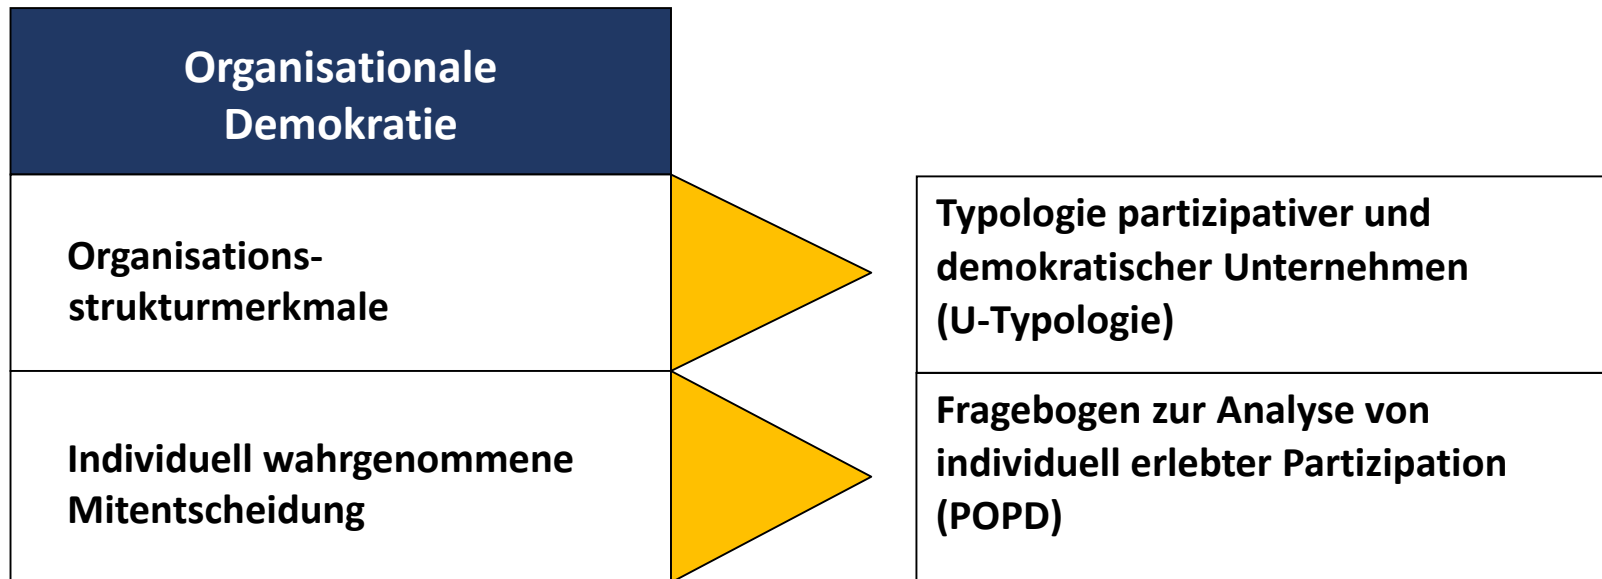 Organisationale
Demokratie
Organisations-
strukturmerkmale
Typologie partizipativer und
demokratischer Unternehmen
(U-Typologie)
Individuell wahrgenommene
Mitentscheidung
Fragebogen zur Analyse von
individuell erlebter Partizipation
(POPD)